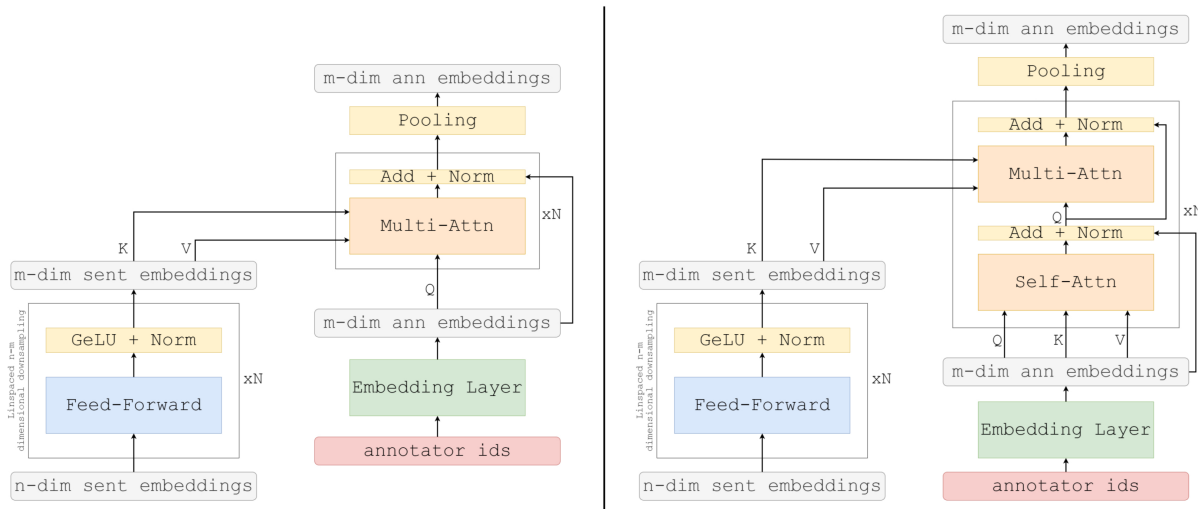 m-dim ann embeddings
Pooling
Add + Norm
Multi-Attn
xN
K
V
Q
m-dim sent embeddings
m-dim ann embeddings
Linspaced n-m
dimensional downsampling
GeLU + Norm
Feed-Forward
xN
Embedding Layer
annotator ids
n-dim sent embeddings
m-dim ann embeddings
Pooling
Add + Norm
Multi-Attn
xN
Q
Add + Norm
Self-Attn
K
V
m-dim sent embeddings
Q
K
V
m-dim ann embeddings
Linspaced n-m
dimensional downsampling
GeLU + Norm
Feed-Forward
xN
Embedding Layer
annotator ids
n-dim sent embeddings